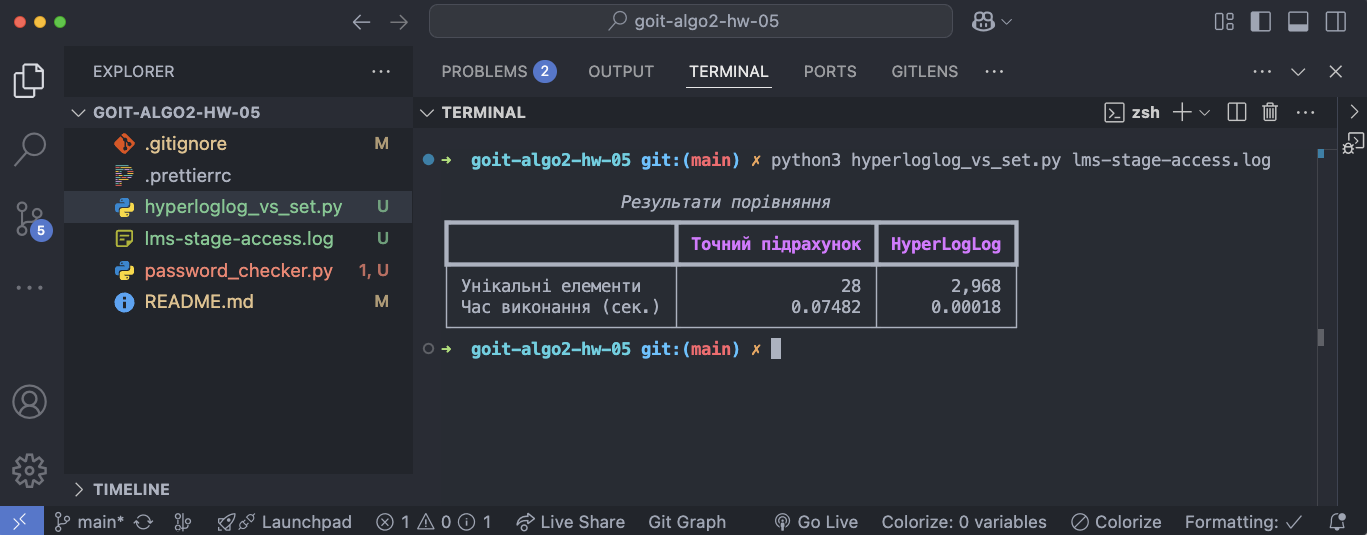 goit-algo2-hw-05
EXPLORER
GOIT-ALGO2-HW-05
.gitignore M
.prettierrc
hyperloglog_vs_set.py U
lms-stage-access.log U
password_checker.py 1, U
README.md M
5
TIMELINE
PROBLEMS 2 OUTPUT TERMINAL PORTS GITLENS
TERMINAL zsh
➜ goit-algo2-hw-05 git:(main) ✗ python3 hyperloglog_vs_set.py lms-stage-access.log
Результати порівняння
Точний підрахунок HyperLogLog
Унікальні елементи 28 2,968
Час виконання (сек.) 0.07482 0.00018
➜ goit-algo2-hw-05 git:(main) ✗
main* Launchpad 1 0 1 Live Share Git Graph Go Live Colorize: 0 variables Colorize Formatting: ✓